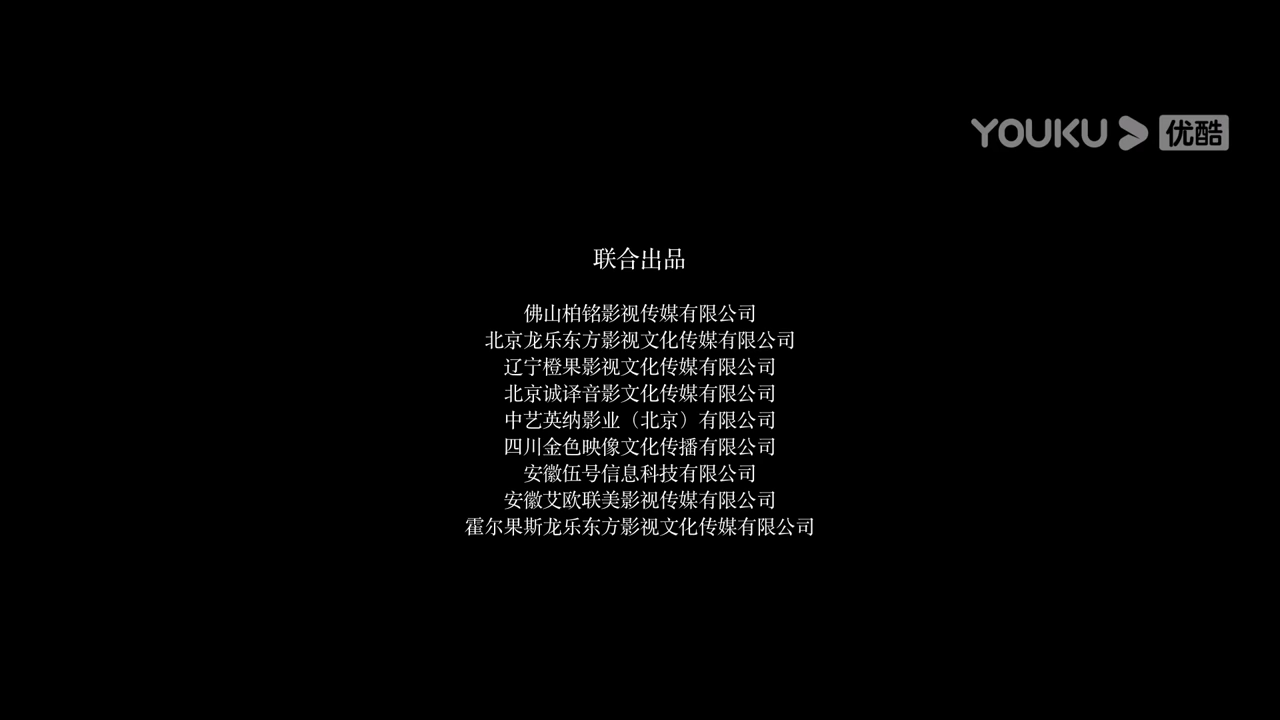 YOUKU 优酷
联合出品
佛山柏铭影视传媒有限公司
北京龙乐东方影视文化传媒有限公司
辽宁橙果影视文化传媒有限公司
北京诚译音影文化传媒有限公司
中艺英纳影业（北京）有限公司
四川金色映像文化传播有限公司
安徽伍号信息科技有限公司
安徽艾欧联美影视传媒有限公司
霍尔果斯龙乐东方影视文化传媒有限公司